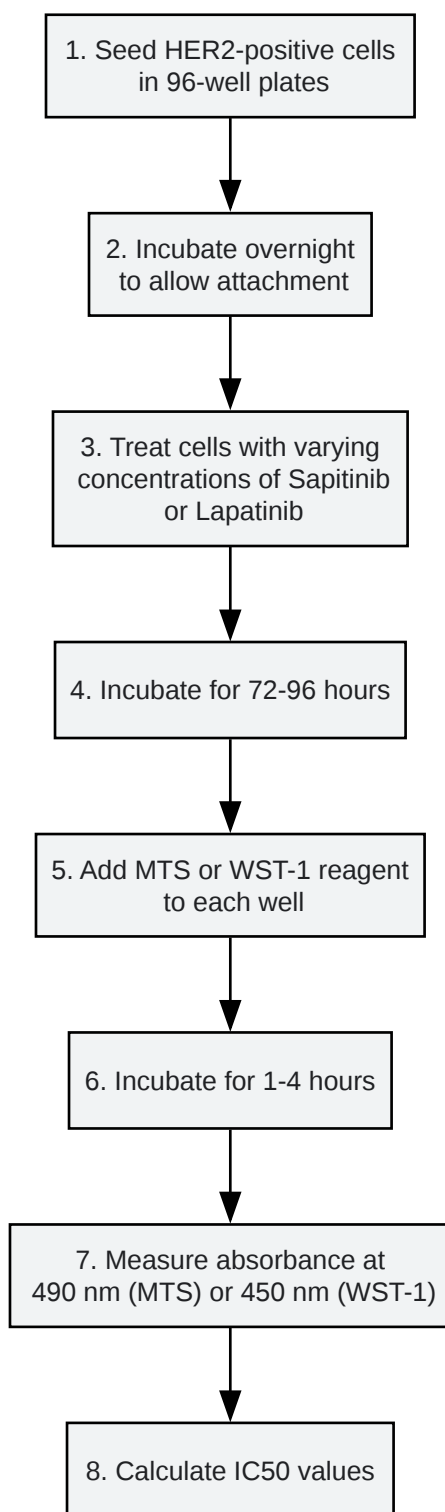 1. Seed HER2-positive cells
in 96-well plates
2. Incubate overnight
to allow attachment
3. Treat cells with varying
concentrations of Sapitinib
or Lapatinib
4. Incubate for 72-96 hours
5. Add MTS or WST-1 reagent
to each well
6. Incubate for 1-4 hours
7. Measure absorbance at
490 nm (MTS) or 450 nm (WST-1)
8. Calculate IC50 values